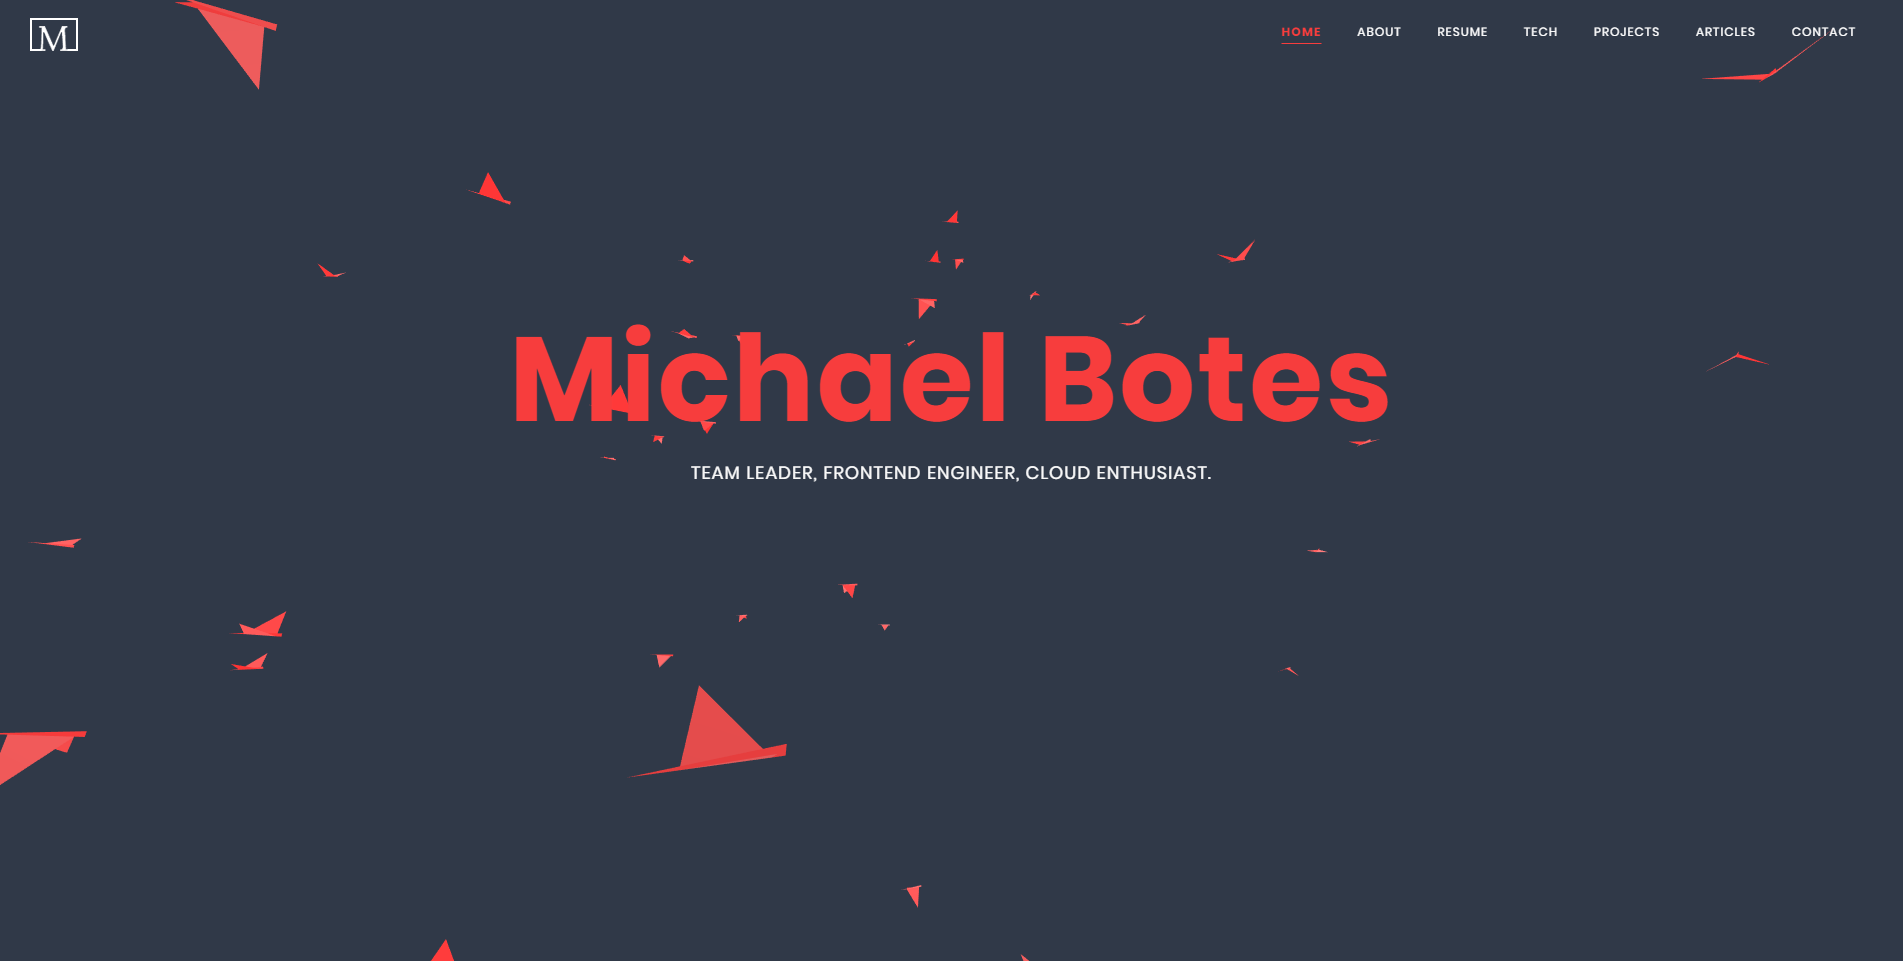 M
HOME ABOUT RESUME TECH PROJECTS ARTICLES CONTACT
Michael Botes
TEAM LEADER, FRONTEND ENGINEER, CLOUD ENTHUSIAST.